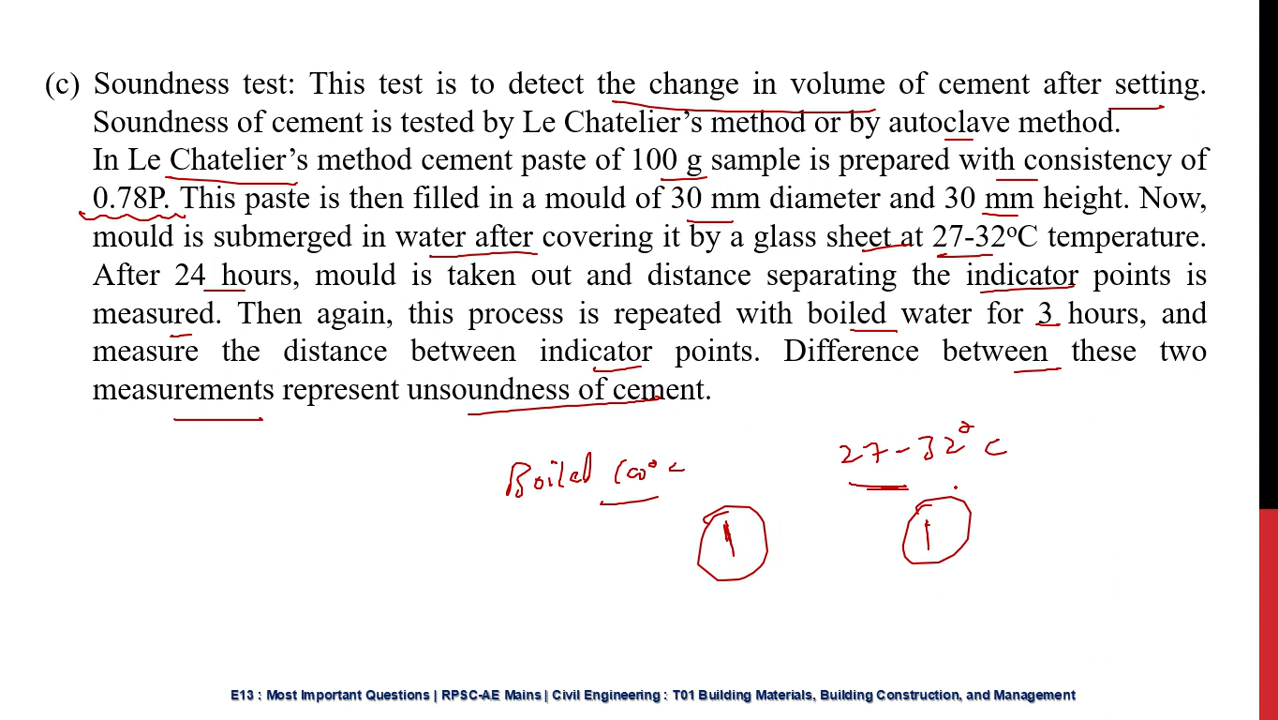 (c) Soundness test: This test is to detect the change in volume of cement after setting.
Soundness of cement is tested by Le Chatelier’s method or by autoclave method.
In Le Chatelier’s method cement paste of 100 g sample is prepared with consistency of
0.78P. This paste is then filled in a mould of 30 mm diameter and 30 mm height. Now,
mould is submerged in water after covering it by a glass sheet at 27-32°C temperature.
After 24 hours, mould is taken out and distance separating the indicator points is
measured. Then again, this process is repeated with boiled water for 3 hours, and
measure the distance between indicator points. Difference between these two
measurements represent unsoundness of cement.
27-32° C
Boiled 100° c
1 1
E13 : Most Important Questions | RPSC-AE Mains | Civil Engineering : T01 Building Materials, Building Construction, and Management